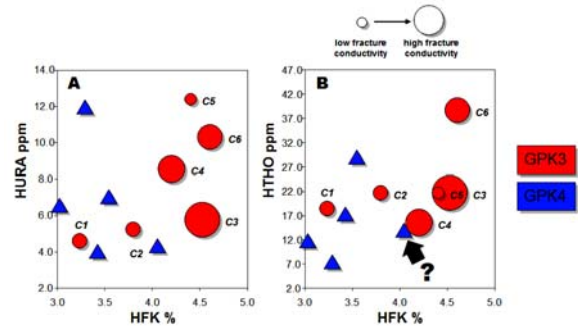 low fracture conductivity
high fracture conductivity
A
HURA ppm
14.0
12.0
10.0
8.0
6.0
4.0
2.0
3.0 3.5 4.0 4.5 5.0
HFK %
C5
C6
C4
C3
C1
C2
B
HTHO ppm
47.0
42.0
37.0
32.0
27.0
22.0
17.0
12.0
7.0
2.0
3.0 3.5 4.0 4.5 5.0
HFK %
C6
C1
C2
C6
C3
C4
?
GPK3
GPK4